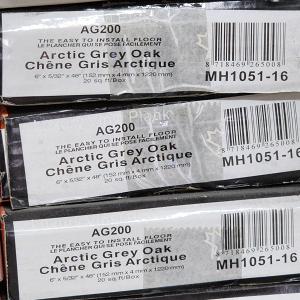 AG200
THE EASY TO INSTALL FLOOR
LE PLANCHER QUI SE POSE FACILEMENT
Arctic Grey Oak
Chêne Gris Arctique
6" x 5/32" x 48" (152 mm x 4 mm x 1220 mm)
20 sq. ft/Box
8 718469 265008
MH1051-16
AG200
THE EASY TO INSTALL FLOOR
LE PLANCHER QUI SE POSE FACILEMENT
Arctic Grey Oak
Chêne Gris Arctique
6" x 5/32" x 48" (152 mm x 4 mm x 1220 mm)
20 sq. ft/Box
8 718469 265008
MH1051-16
AG200
THE EASY TO INSTALL FLOOR
LE PLANCHER QUI SE POSE FACILEMENT
Arctic Grey Oak
Chêne Gris Arctique
6" x 5/32" x 48" (152 mm x 4 mm x 1220 mm)
20 sq. ft/Box
8 718469 265008
MH1051-16